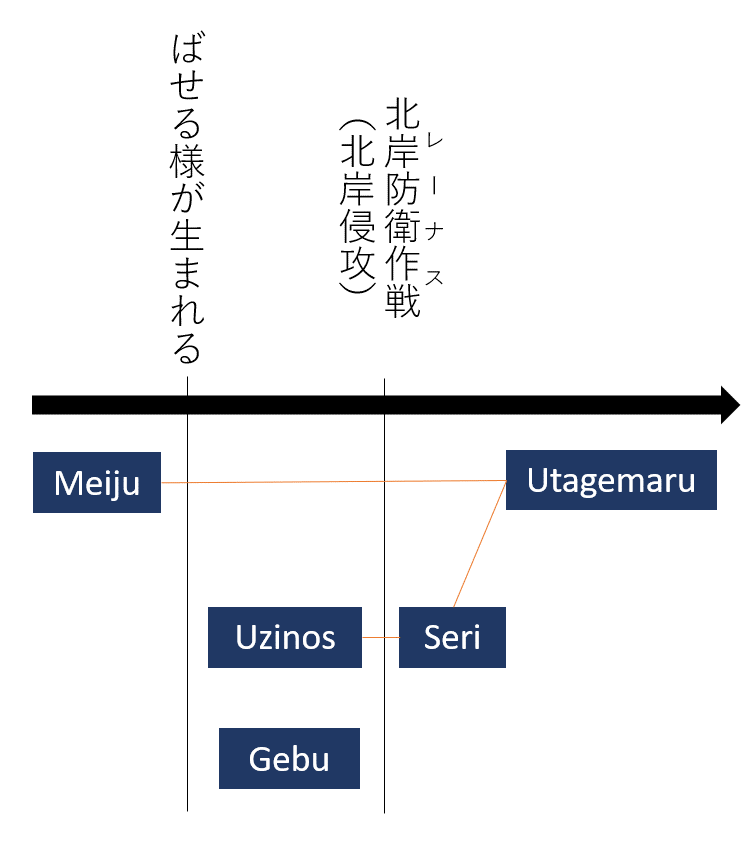 ばせる様が生まれる
レーナス
北岸防衛作戦
（北岸侵攻）
Meiju
Utagemaru
Uzinos
Seri
Gebu